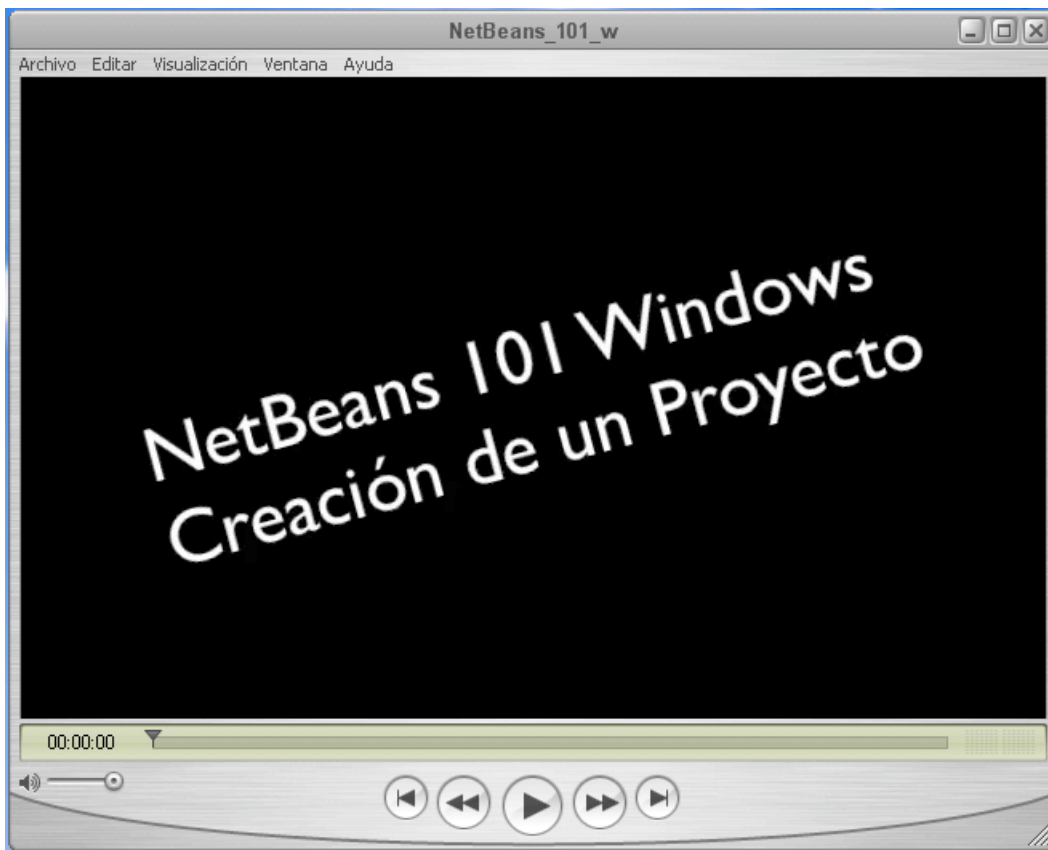 NetBeans_101_w
Archivo Editar Visualización Ventana Ayuda
NetBeans 101 Windows
Creación de un Proyecto
00:00:00